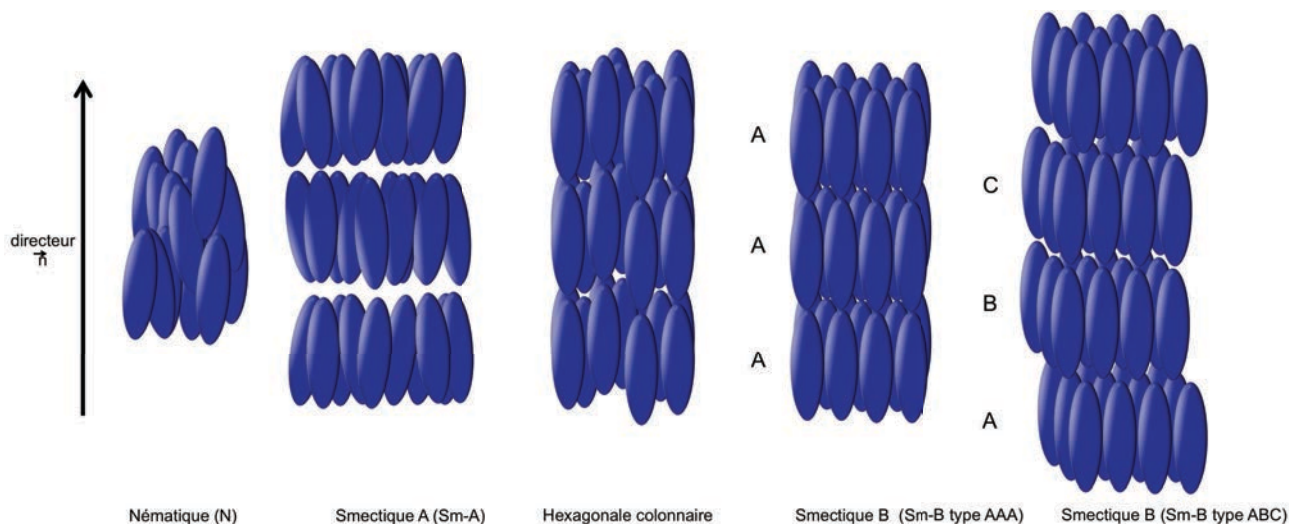 directeur
n
A
A
A
C
B
A
Nématique (N)
Smectique A (Sm-A)
Hexagonale colonnaire
Smectique B (Sm-B type AAA)
Smectique B (Sm-B type ABC)